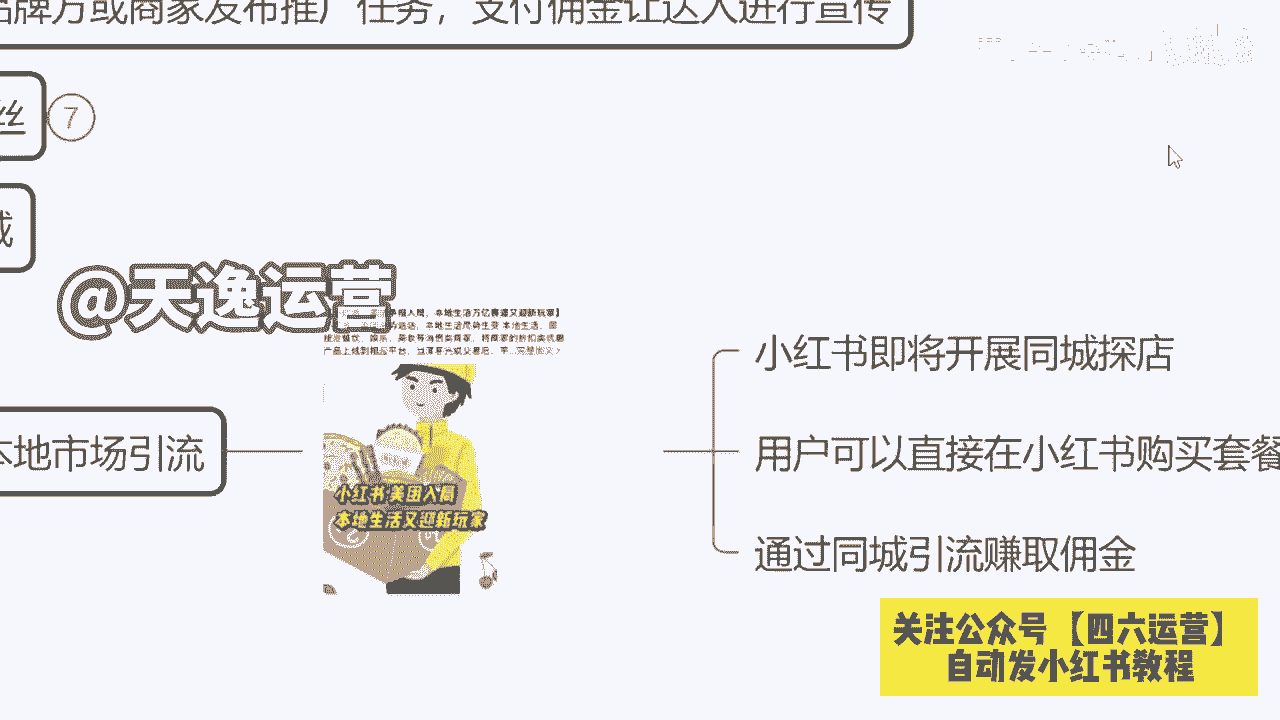 品牌方或商家发布推广任务，支付佣金让达人进行宣传
丝
7
@天逸运营
小红书 美团入局
本地生活又迎新玩家
本地市场引流
小红书即将开展同城探店
用户可以直接在小红书购买套餐
通过同城引流赚取佣金
关注公众号【四六运营】
自动发小红书教程